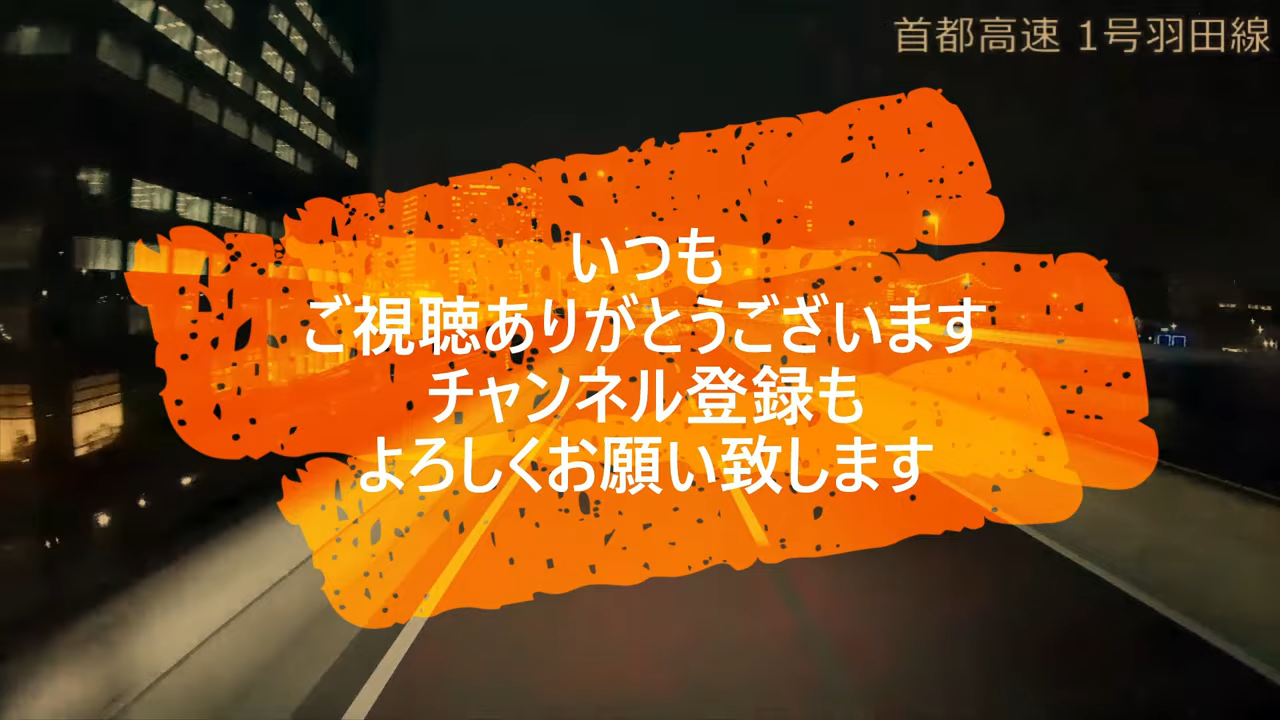 首都高速 1号羽田線
いつも
ご視聴ありがとうございます
チャンネル登録も
よろしくお願い致します